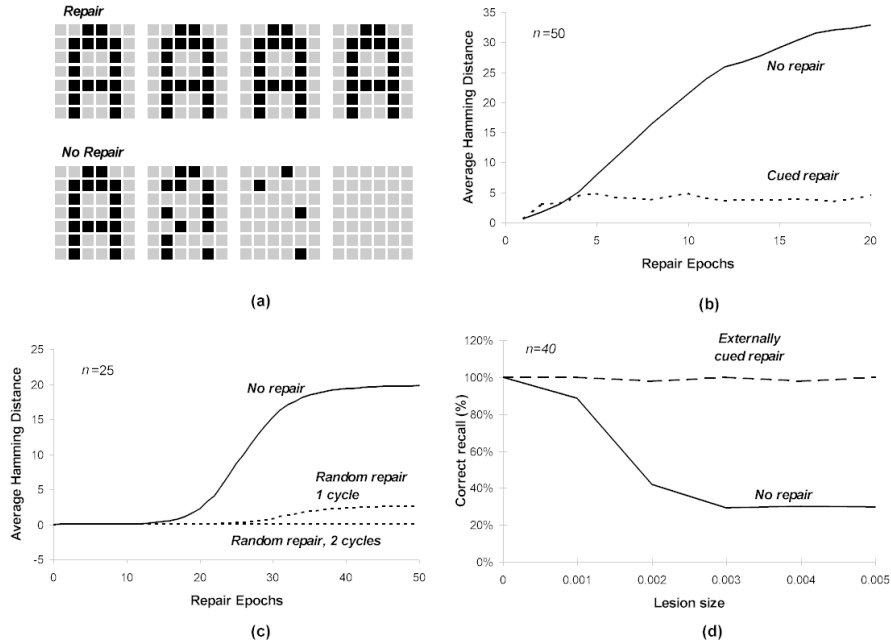 Repair
No Repair
(a)
n=50
35
30
25
20
15
10
5
0
Average Hamming Distance
No repair
Cued repair
0
5
10
15
20
Repair Epochs
(b)
n=25
25
20
15
10
5
0
-5
Average Hamming Distance
No repair
Random repair
1 cycle
Random repair, 2 cycles
0
10
20
30
40
50
Repair Epochs
(c)
n=40
120%
100%
80%
60%
40%
20%
0%
Correct recall (%)
Externally
cued repair
No repair
0
0.001
0.002
0.003
0.004
0.005
Lesion size
(d)